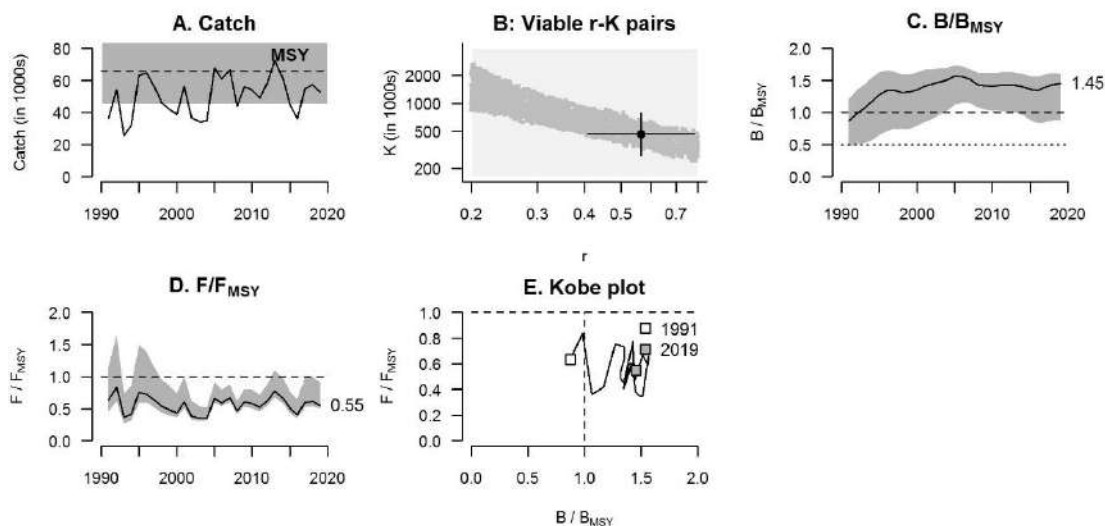 A. Catch
MSY
Catch (in 1000s)
80
60
40
20
0
1990 2000 2010 2020
B: Viable r-K pairs
K (in 1000s)
2000
1000
500
200
0.2 0.3 0.4 0.5 0.7
r
C. B/BMSY
B / BMSY
2.0
1.5
1.0
0.5
0.0
1.45
1990 2000 2010 2020
D. F/FMSY
F / FMSY
2.0
1.5
1.0
0.5
0.0
0.55
1990 2000 2010 2020
E. Kobe plot
F / FMSY
1.0
0.8
0.6
0.4
0.2
0.0
1991
2019
0.0 0.5 1.0 1.5 2.0
B / BMSY